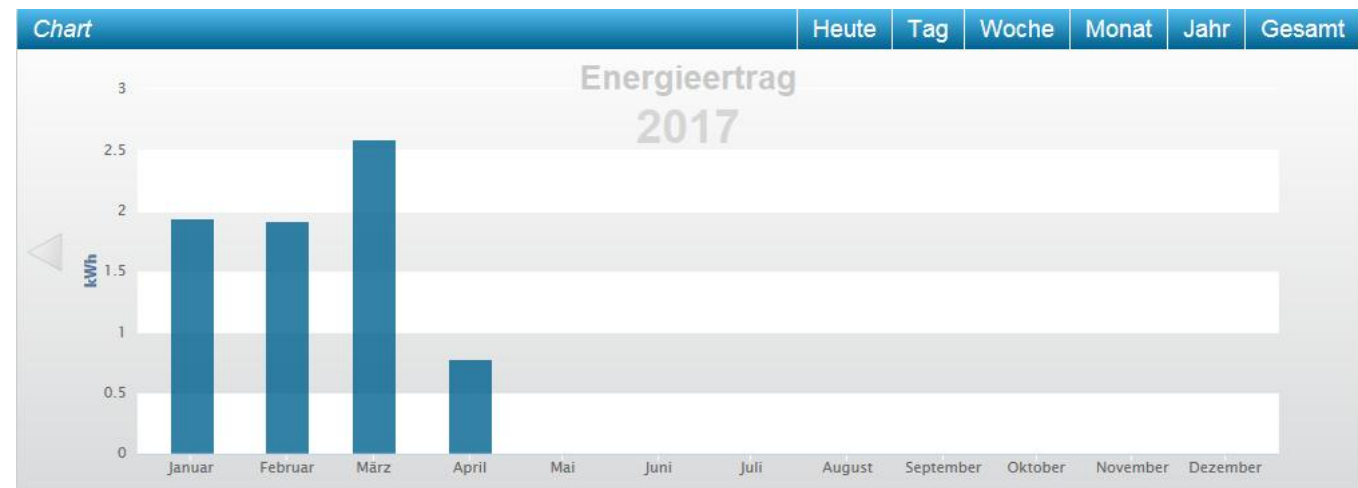 Chart Heute Tag Woche Monat Jahr Gesamt
Energieertrag
2017
3
2.5
2
1.5
1
0.5
0
kWh
Januar Februar März April Mai Juni Juli August September Oktober November Dezember